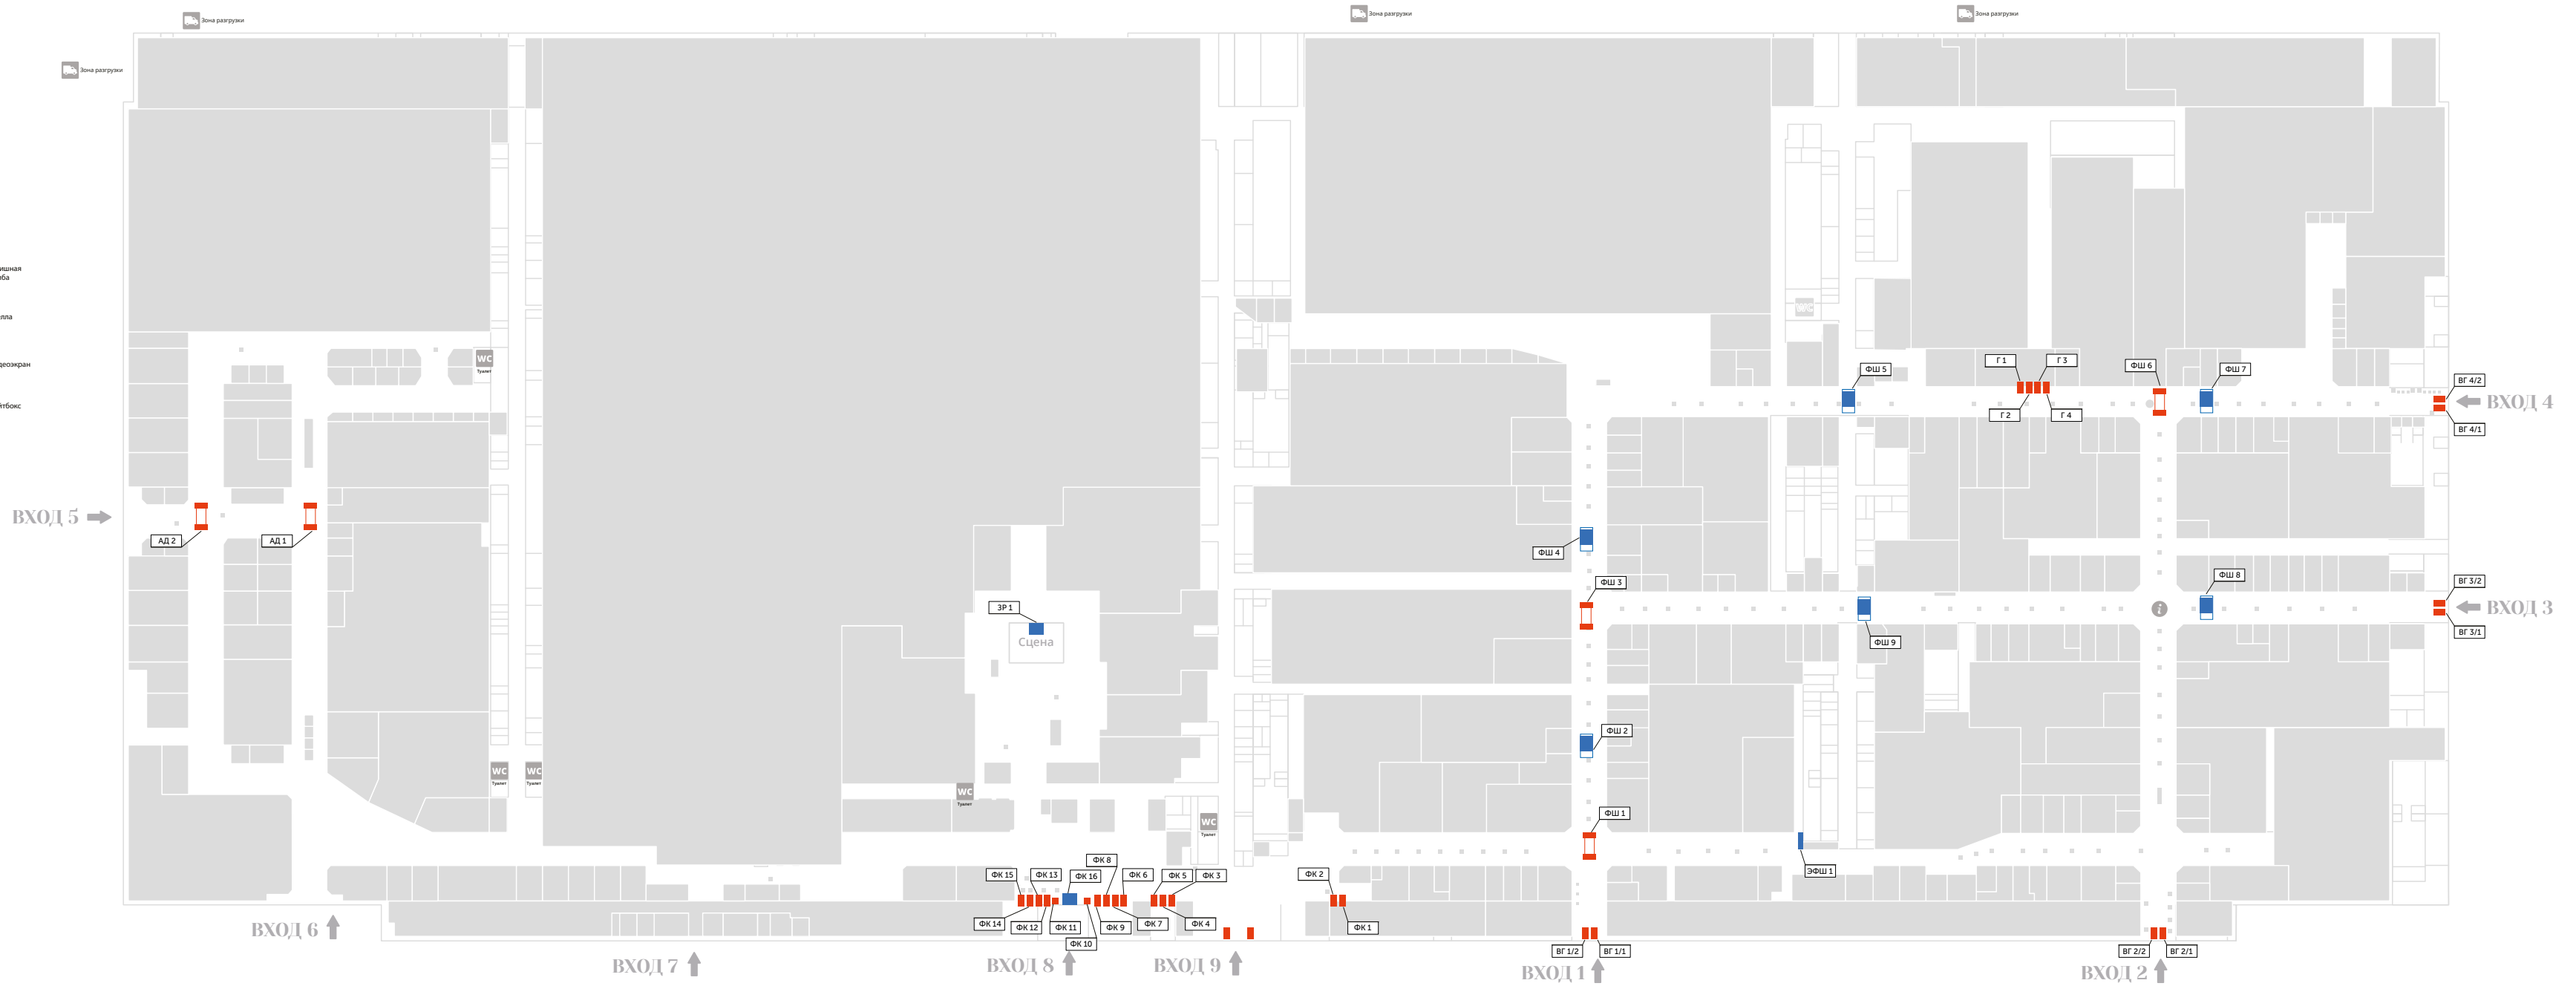 Зона разгрузки
Зона разгрузки
Зона разгрузки
Зона разгрузки
WC
Туалет
ФШ 5
Г 1
Г 3
ФШ 6
ФШ 7
ВГ 4/2
ВХОД 4
Г 2
Г 4
ВГ 4/1
ВХОД 5
АД 2
АД 1
ФШ 4
ФШ 3
ФШ 8
ВГ 3/2
ЗР 1
Сцена
i
ВХОД 3
ФШ 9
ВГ 3/1
ФШ 2
WC
Туалет
WC
Туалет
WC
Туалет
WC
Туалет
ФШ 1
ЭФШ 1
ФК 8
ФК 15
ФК 13
ФК 16
ФК 6
ФК 5
ФК 3
ФК 2
ФК 14
ФК 12
ФК 11
ФК 9
ФК 7
ФК 4
ФК 1
ФК 10
ВХОД 6
ВГ 1/2
ВГ 1/1
ВГ 2/2
ВГ 2/1
ВХОД 7
ВХОД 8
ВХОД 9
ВХОД 1
ВХОД 2